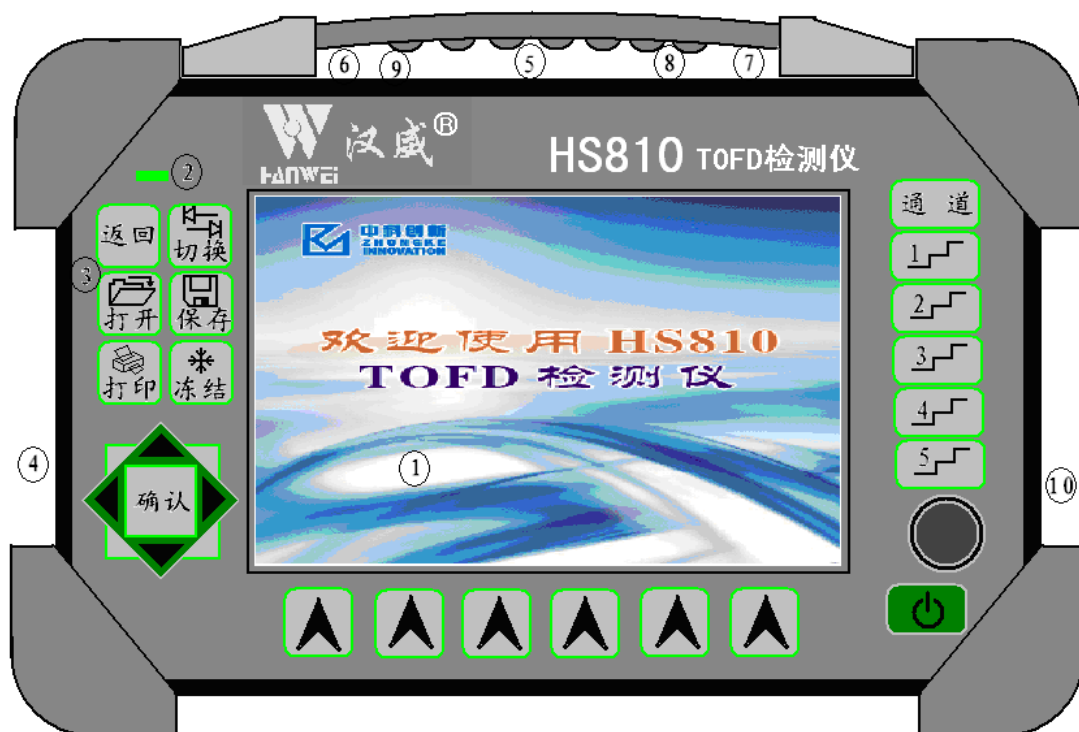 6 9 5 8 7
汉威®
HANWEI
HS810 TOFD检测仪
2
返回
切换
3
打开
保存
打印
冻结
4
确认
中科创新
ZHONGKE
INNOVATION
欢迎使用 HS810
TOFD 检测仪
1
通道
1
2
3
4
5
10